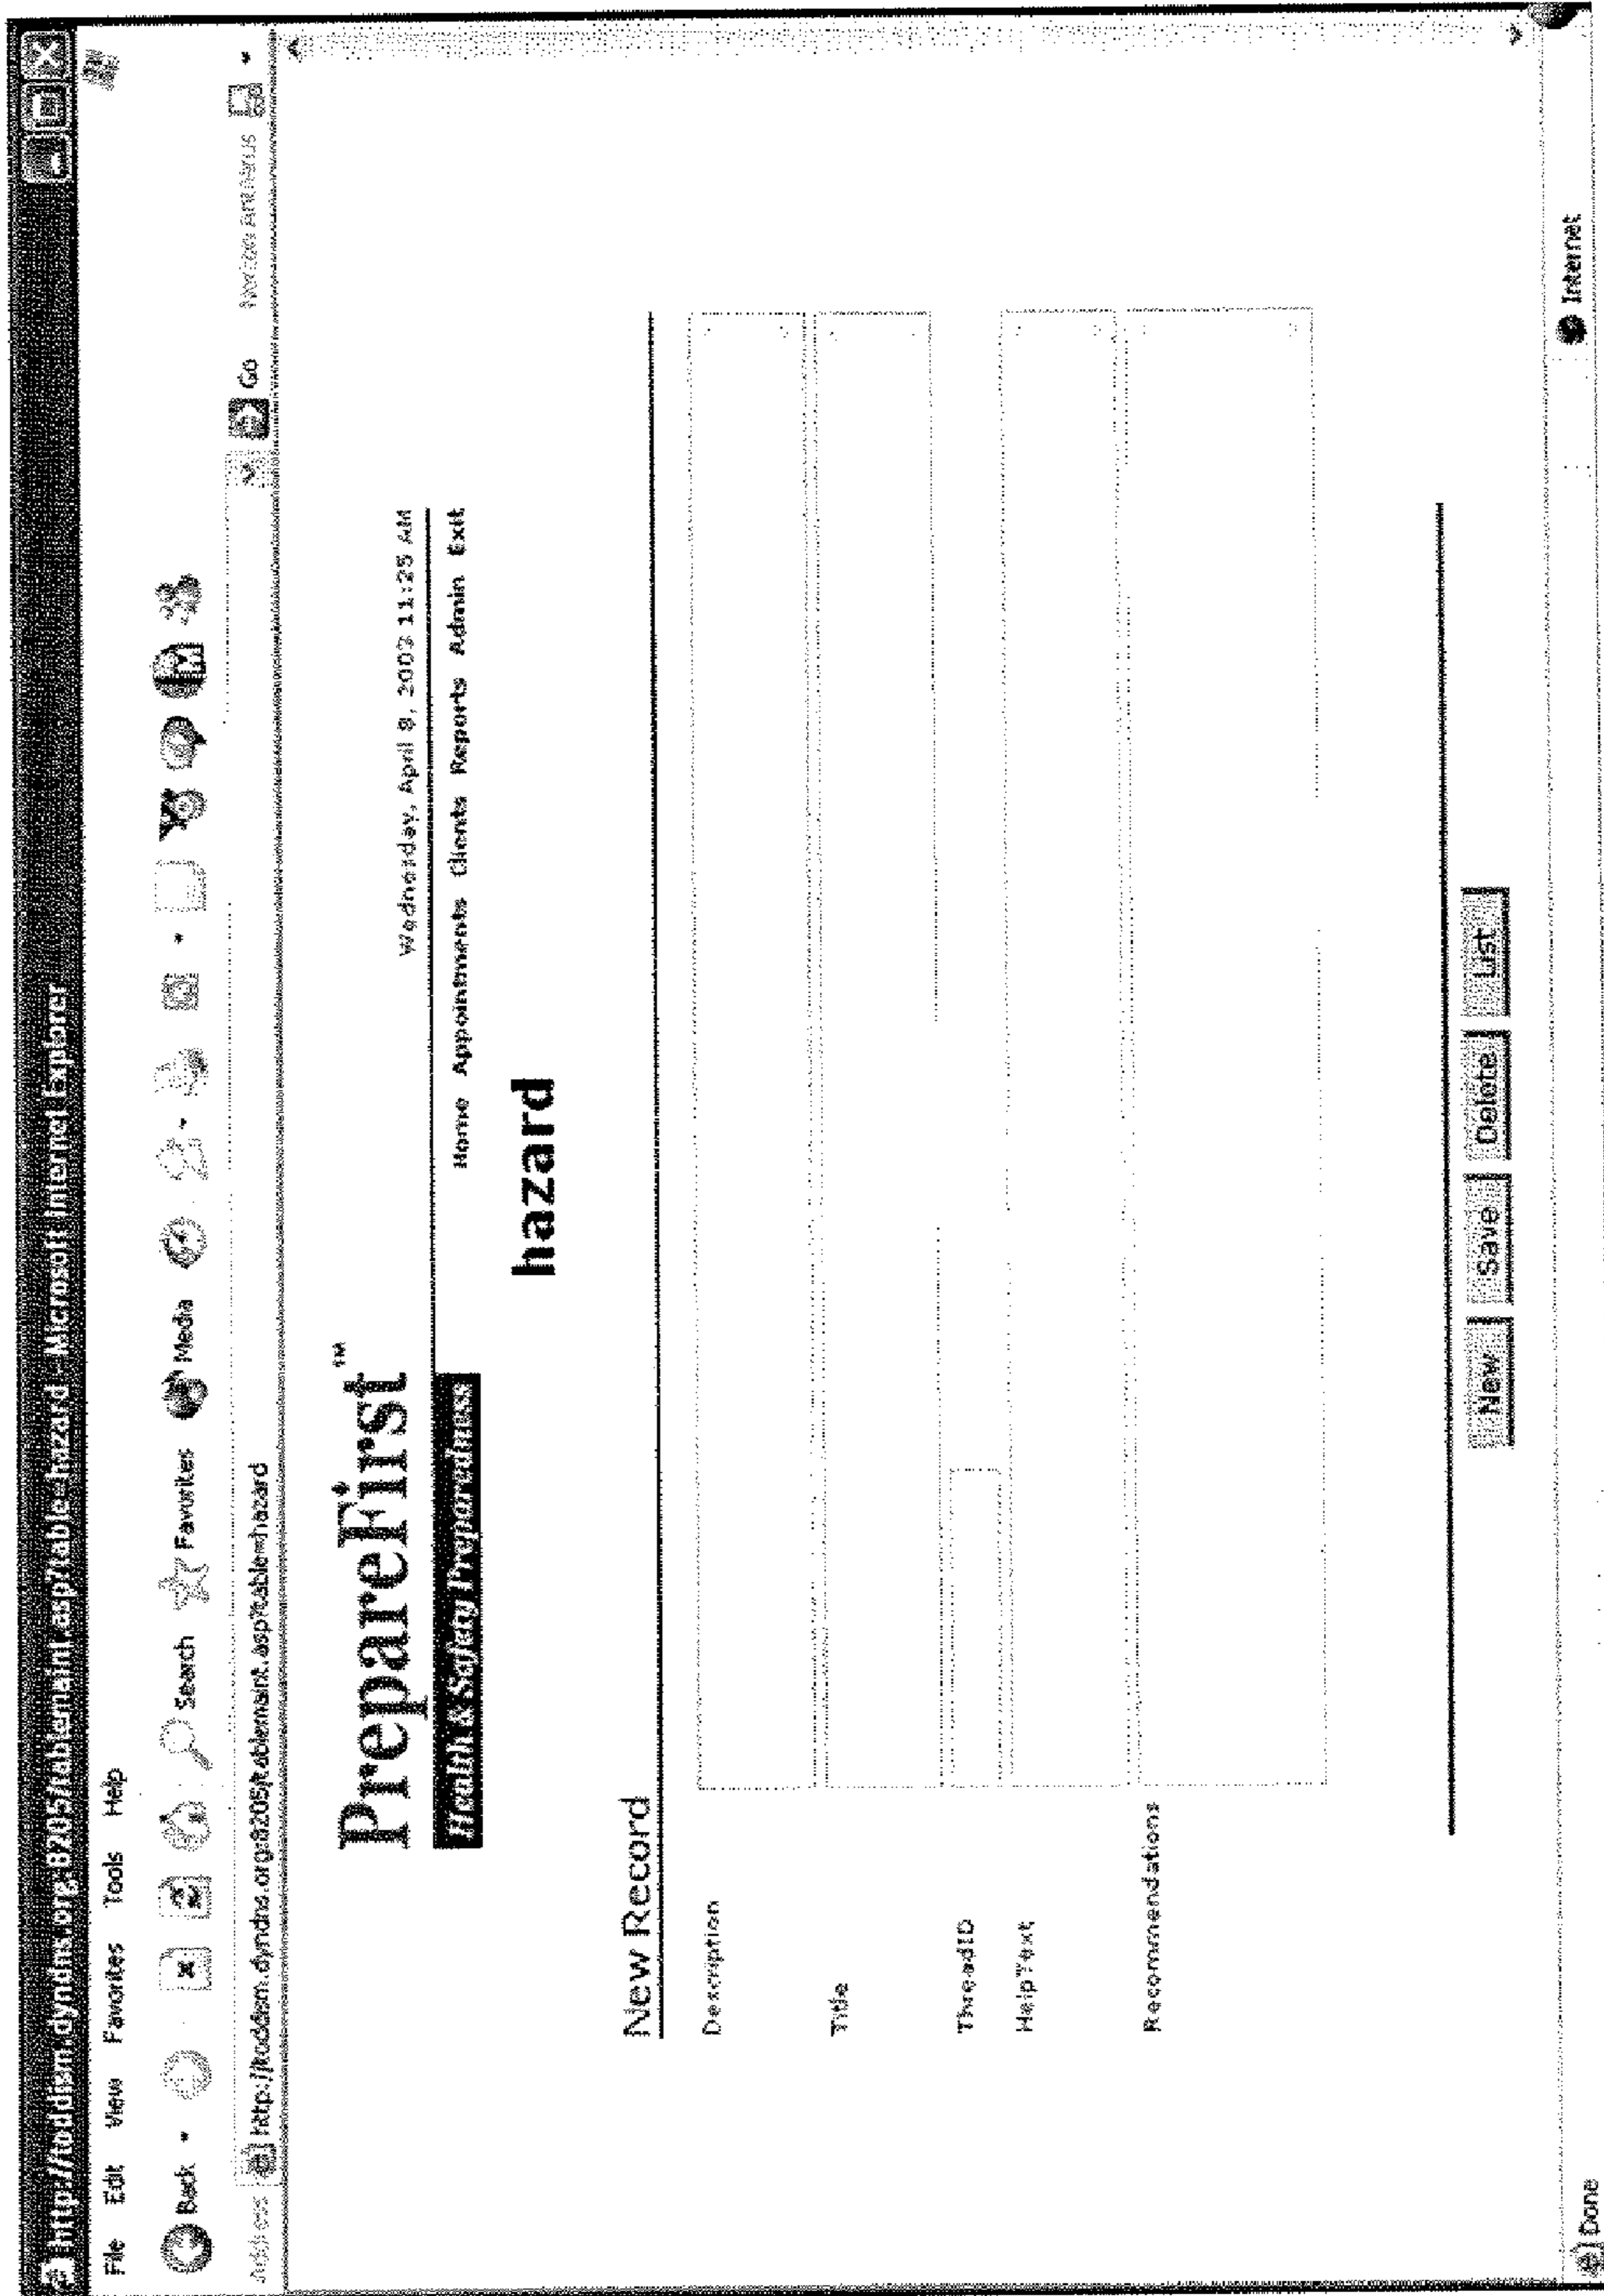 http://toddism.dyndns.org:8205/tablemaint.asp?table=hazard - Microsoft Internet Explorer
File Edit View Favorites Tools Help
Back Search Favorites Media
Address http://toddism.dyndns.org:8205/tablemaint.asp?table=hazard Go Norton AntiVirus
PrepareFirst™
Wednesday, April 8, 2003 11:25 AM
Health & Safety Preparedness
Home Appointments Clients Reports Admin Exit
hazard
New Record
Description
Title
ThreadID
HelpText
Recommendations
New Save Delete List
Done Internet